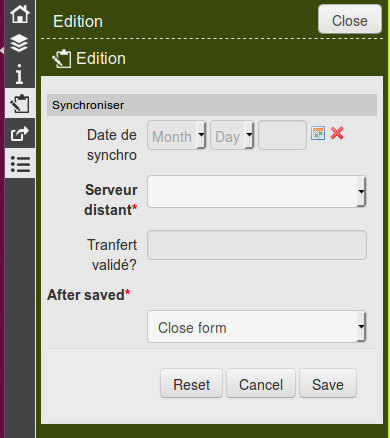 Edition
Close
Edition
Synchroniser
Date de
synchro
Month
Day
Serveur
distant*
Tranfert
validé?
After saved*
Close form
Reset
Cancel
Save